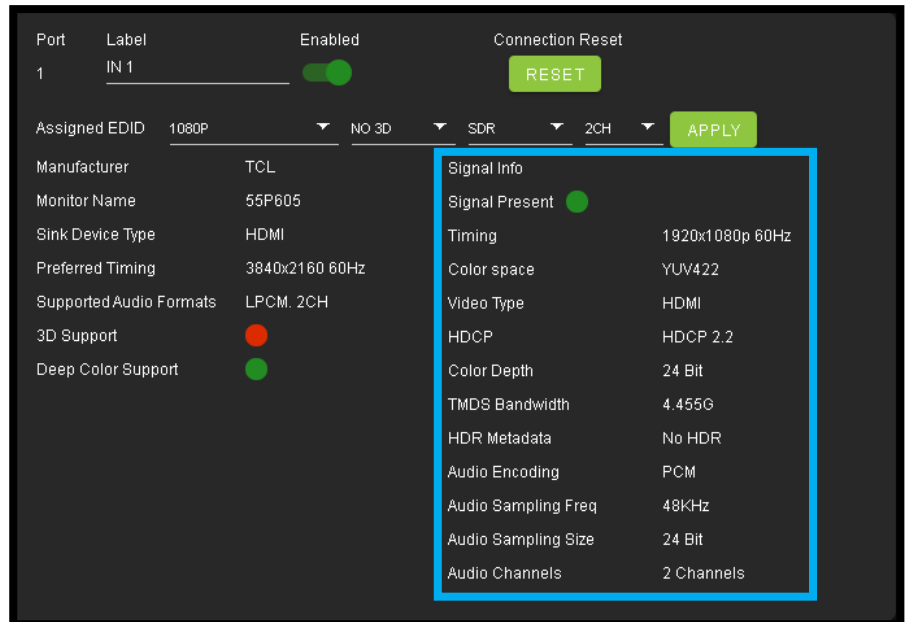 Port Label Enabled Connection Reset
1 IN 1 RESET
Assigned EDID 1080P NO 3D SDR 2CH APPLY
Manufacturer TCL
Monitor Name 55P605
Sink Device Type HDMI
Preferred Timing 3840x2160 60Hz
Supported Audio Formats LPCM. 2CH
3D Support
Deep Color Support
Signal Info
Signal Present
Timing 1920x1080p 60Hz
Color space YUV422
Video Type HDMI
HDCP HDCP 2.2
Color Depth 24 Bit
TMDS Bandwidth 4.455G
HDR Metadata No HDR
Audio Encoding PCM
Audio Sampling Freq 48KHz
Audio Sampling Size 24 Bit
Audio Channels 2 Channels